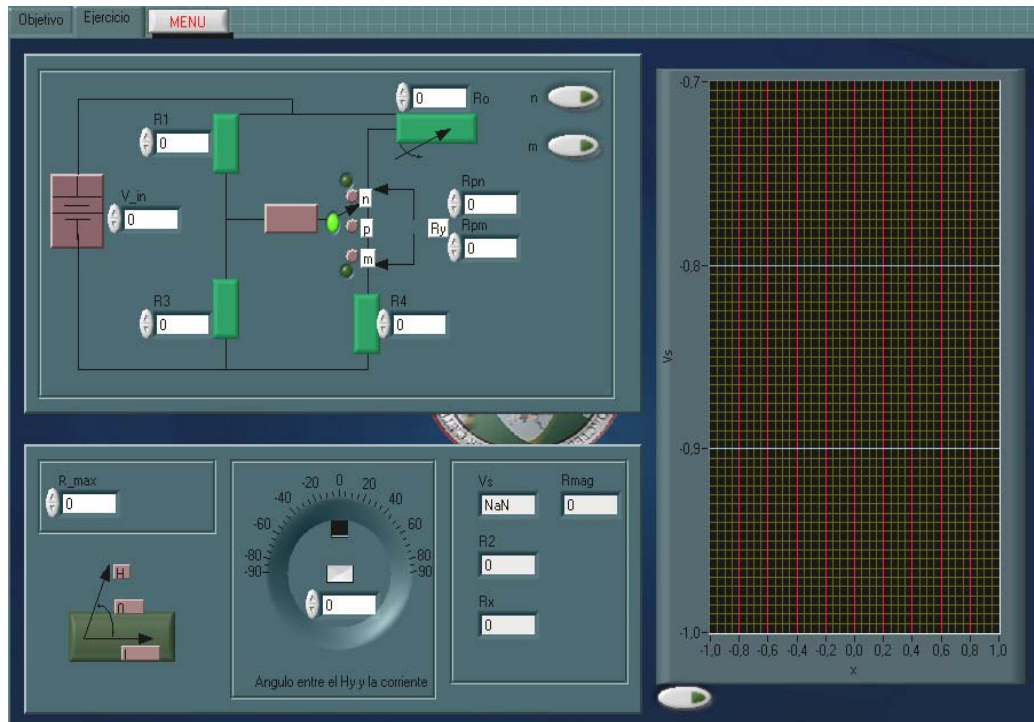 Objetivo
Ejercicio
MENU
0
Ro
n
m
R1
0
V_in
0
Rpn
0
n
p
Ry
Rpm
0
m
R3
0
R4
0
R_max
0
H
-90
-80
-60
-40
-20
0
20
40
60
80
90
0
Angulo entre el Hy y la corriente
Vs
Rmag
NaN
0
R2
0
Rx
0
-0,7
-0,8
-0,9
-1,0
Vs
-1,0 -0,8 -0,6 -0,4 -0,2 0,0 0,2 0,4 0,6 0,8 1,0
x